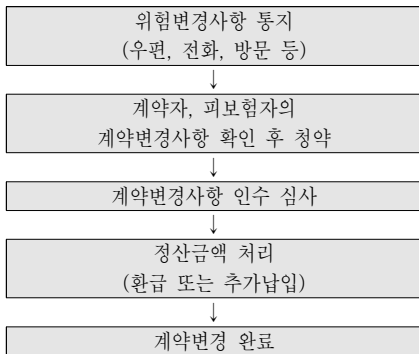 위험변경사항 통지
(우편, 전화, 방문 등)
↓
계약자, 피보험자의
계약변경사항 확인 후 청약
↓
계약변경사항 인수 심사
↓
정산금액 처리
(환급 또는 추가납입)
↓
계약변경 완료